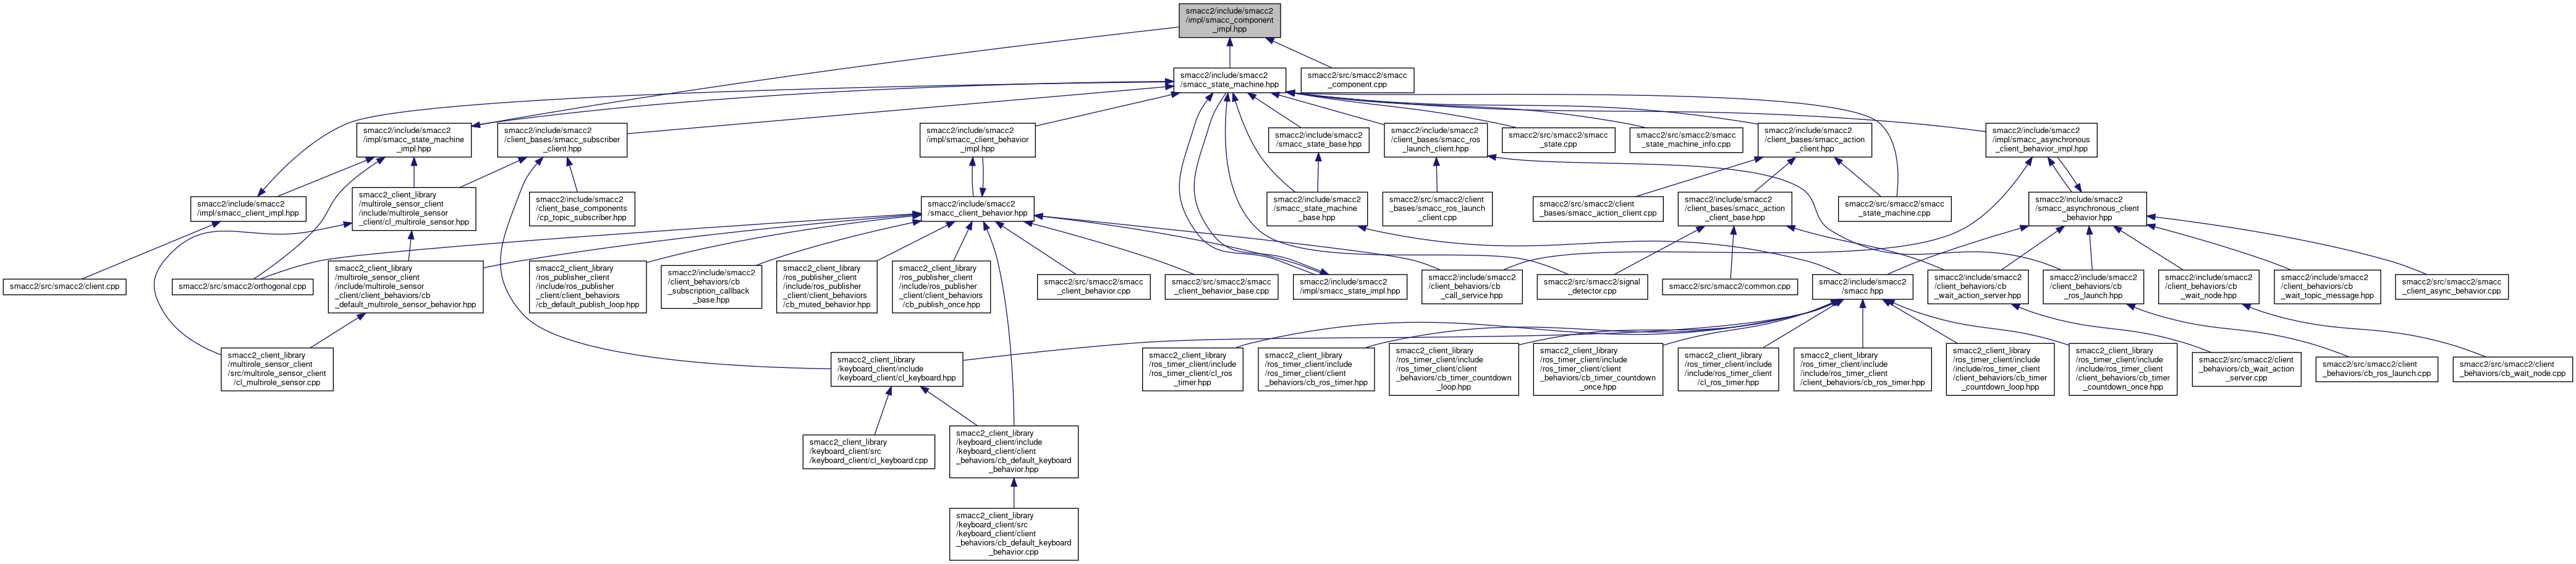 smacc2/include/smacc2
/impl/smacc_component
_impl.hpp
smacc2/include/smacc2
/smacc_state_machine.hpp
smacc2/src/smacc2/smacc
_component.cpp
smacc2/include/smacc2
/impl/smacc_state_machine
_impl.hpp
smacc2/include/smacc2
/client_bases/smacc_subscriber
_client.hpp
smacc2/include/smacc2
/impl/smacc_client_behavior
_impl.hpp
smacc2/include/smacc2
/smacc_state_base.hpp
smacc2/include/smacc2
/client_bases/smacc_ros
_launch_client.hpp
smacc2/src/smacc2/smacc
_state.cpp
smacc2/src/smacc2/smacc
_state_machine_info.cpp
smacc2/include/smacc2
/client_bases/smacc_action
_client.hpp
smacc2/include/smacc2
/impl/smacc_asynchronous
_client_behavior_impl.hpp
smacc2/include/smacc2
/impl/smacc_client_impl.hpp
smacc2_client_library
/multirole_sensor_client
/include/multirole_sensor
_client/cl_multirole_sensor.hpp
smacc2/include/smacc2
/client_base_components
/cp_topic_subscriber.hpp
smacc2/include/smacc2
/smacc_client_behavior.hpp
smacc2/include/smacc2
/smacc_state_machine
_base.hpp
smacc2/src/smacc2/client
_bases/smacc_ros_launch
_client.cpp
smacc2/src/smacc2/client
_bases/smacc_action_client.cpp
smacc2/include/smacc2
/client_bases/smacc_action
_client_base.hpp
smacc2/src/smacc2/smacc
_state_machine.cpp
smacc2/include/smacc2
/smacc_asynchronous_client
_behavior.hpp
smacc2/src/smacc2/client.cpp
smacc2/src/smacc2/orthogonal.cpp
smacc2_client_library
/multirole_sensor_client
/include/multirole_sensor
_client/client_behaviors/cb
_default_multirole_sensor_behavior.hpp
smacc2_client_library
/ros_publisher_client
/include/ros_publisher
_client/client_behaviors
/cb_default_publish_loop.hpp
smacc2/include/smacc2
/client_behaviors/cb
_subscription_callback
_base.hpp
smacc2_client_library
/ros_publisher_client
/include/ros_publisher
_client/client_behaviors
/cb_muted_behavior.hpp
smacc2_client_library
/ros_publisher_client
/include/ros_publisher
_client/client_behaviors
/cb_publish_once.hpp
smacc2/src/smacc2/smacc
_client_behavior.cpp
smacc2/src/smacc2/smacc
_client_behavior_base.cpp
smacc2/include/smacc2
/impl/smacc_state_impl.hpp
smacc2/include/smacc2
/client_behaviors/cb
_call_service.hpp
smacc2/src/smacc2/signal
_detector.cpp
smacc2/src/smacc2/common.cpp
smacc2/include/smacc2
/smacc.hpp
smacc2/include/smacc2
/client_behaviors/cb
_wait_action_server.hpp
smacc2/include/smacc2
/client_behaviors/cb
_ros_launch.hpp
smacc2/include/smacc2
/client_behaviors/cb
_wait_node.hpp
smacc2/include/smacc2
/client_behaviors/cb
_wait_topic_message.hpp
smacc2/src/smacc2/smacc
_client_async_behavior.cpp
smacc2_client_library
/multirole_sensor_client
/src/multirole_sensor_client
/cl_multirole_sensor.cpp
smacc2_client_library
/keyboard_client/include
/keyboard_client/cl_keyboard.hpp
smacc2_client_library
/ros_timer_client/include
/ros_timer_client/cl_ros
_timer.hpp
smacc2_client_library
/ros_timer_client/include
/ros_timer_client/client
_behaviors/cb_ros_timer.hpp
smacc2_client_library
/ros_timer_client/include
/ros_timer_client/client
_behaviors/cb_timer_countdown
_loop.hpp
smacc2_client_library
/ros_timer_client/include
/ros_timer_client/client
_behaviors/cb_timer_countdown
_once.hpp
smacc2_client_library
/ros_timer_client/include
/include/ros_timer_client
/cl_ros_timer.hpp
smacc2_client_library
/ros_timer_client/include
/include/ros_timer_client
/client_behaviors/cb_ros_timer.hpp
smacc2_client_library
/ros_timer_client/include
/include/ros_timer_client
/client_behaviors/cb_timer
_countdown_loop.hpp
smacc2_client_library
/ros_timer_client/include
/include/ros_timer_client
/client_behaviors/cb_timer
_countdown_once.hpp
smacc2/src/smacc2/client
_behaviors/cb_wait_action
_server.cpp
smacc2/src/smacc2/client
_behaviors/cb_ros_launch.cpp
smacc2/src/smacc2/client
_behaviors/cb_wait_node.cpp
smacc2_client_library
/keyboard_client/src
/keyboard_client/cl_keyboard.cpp
smacc2_client_library
/keyboard_client/include
/keyboard_client/client
_behaviors/cb_default_keyboard
_behavior.hpp
smacc2_client_library
/keyboard_client/src
/keyboard_client/client
_behaviors/cb_default_keyboard
_behavior.cpp